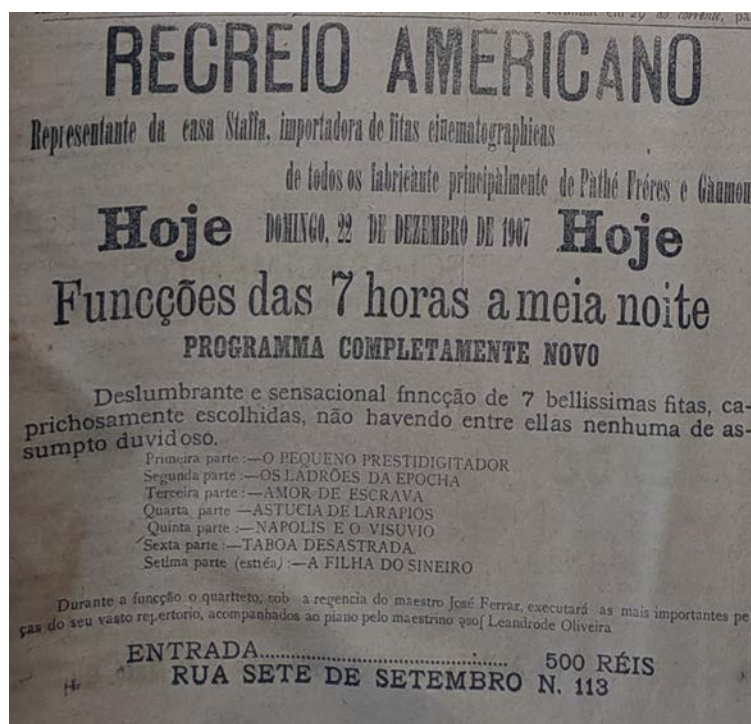 29 do corrente, pa
RECREIO AMERICANO
Representante da casa Staffa, importadora de fitas cinematographicas
de todos os fabricante principàlmente de Pathé Fréres e Gaumon
Hoje DOMINGO, 22 DE DEZEMBRO DE 1907 Hoje
Funcções das 7 horas a meia noite
PROGRAMMA COMPLETAMENTE NOVO
Deslumbrante e sensacional fnncção de 7 bellissimas fitas, ca-
prichosamente escolhidas, não havendo entre ellas nenhuma de as-
sumpto duvidoso.
Primeira parte :—O PEQUENO PRESTIDIGITADOR
Segunda parte :—OS LADRÕES DA EPOCHA
Terceira parte :—AMOR DE ESCRAVA
Quarta parte —ASTUCIA DE LARAPIOS
Quinta parte :—NAPOLIS E O VISUVIO
Sexta parte :—TABOA DESASTRADA.
Setima parte (estréa) :—A FILHA DO SINEIRO
Durante a funcção o quartteto, sob a regencia do maestro José Ferraz, executará as mais importantes pe
ças do seu vasto repertorio, acompanhados ao piano pelo maestrino ǝsoſ Leandrode Oliveira
ENTRADA........................................ 500 RÉIS
RUA SETE DE SETEMBRO N. 113